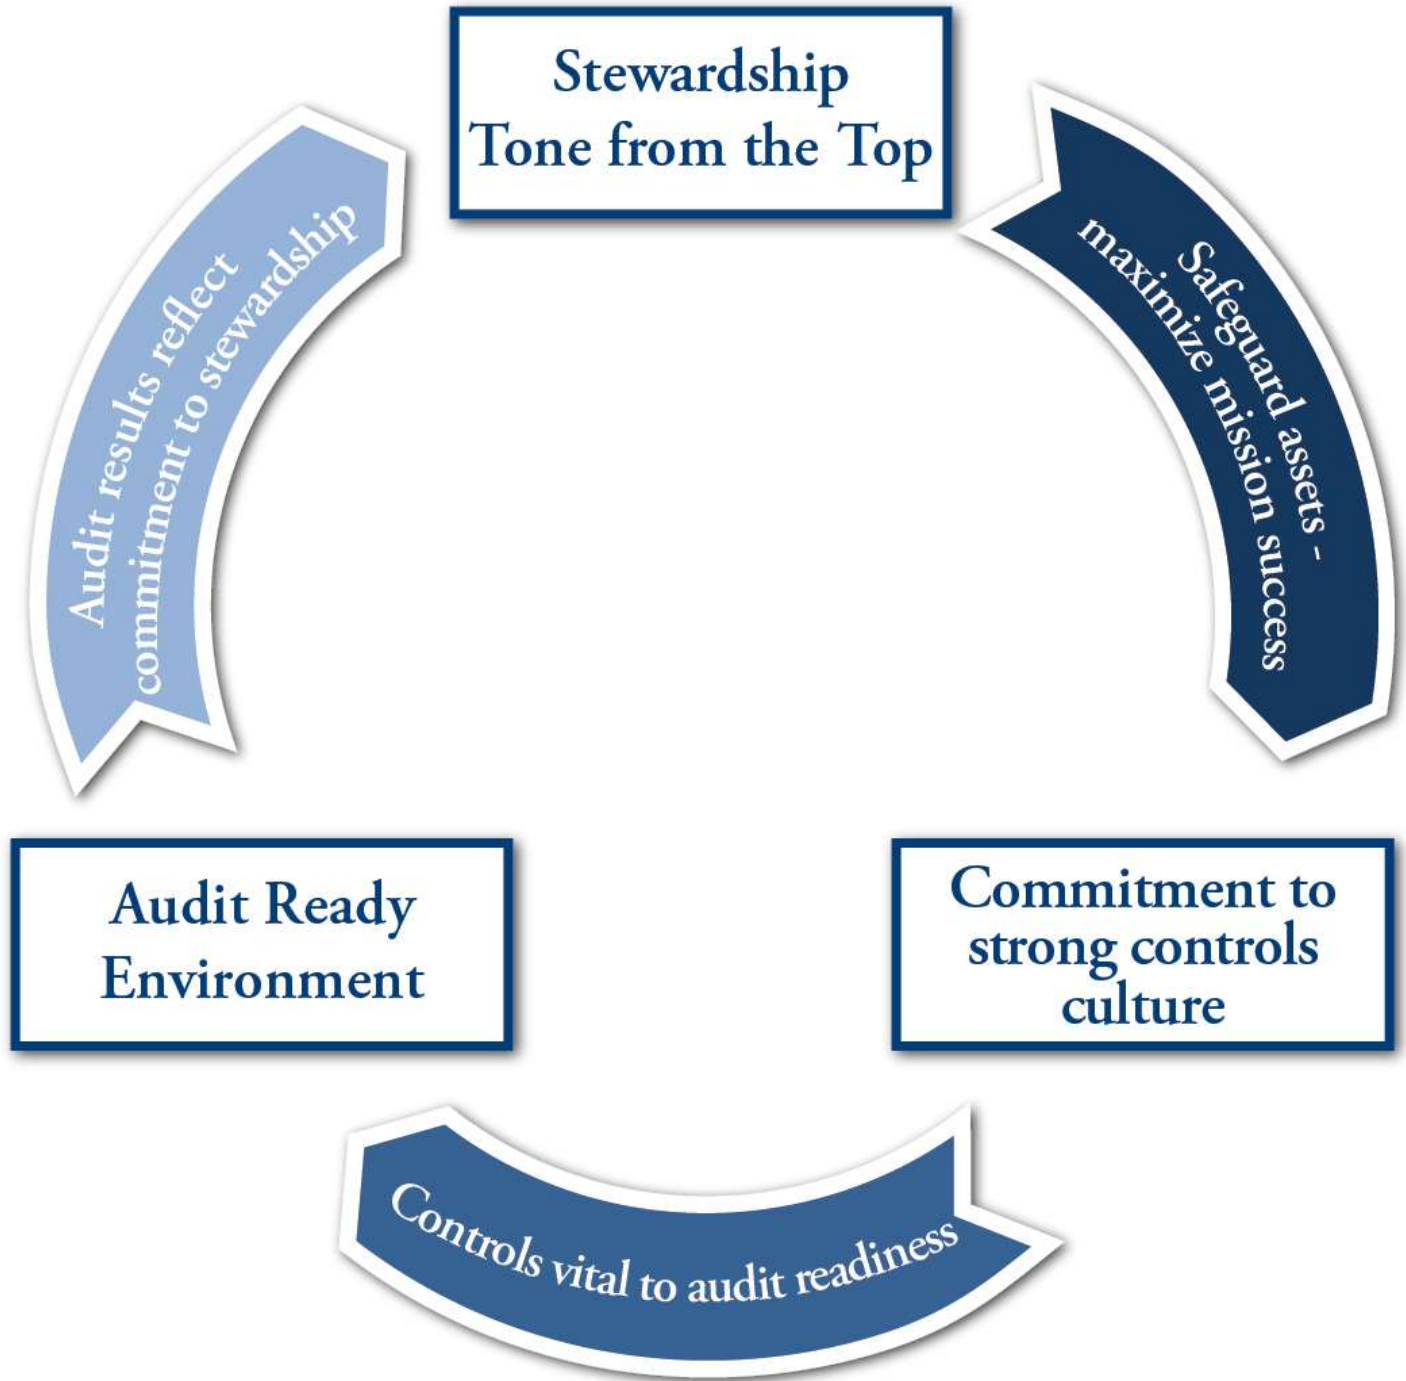 Stewardship
Tone from the Top
Safeguard assets -
maximize mission success
Commitment to
strong controls
culture
Controls vital to audit readiness
Audit Ready
Environment
Audit results reflect
commitment to stewardship